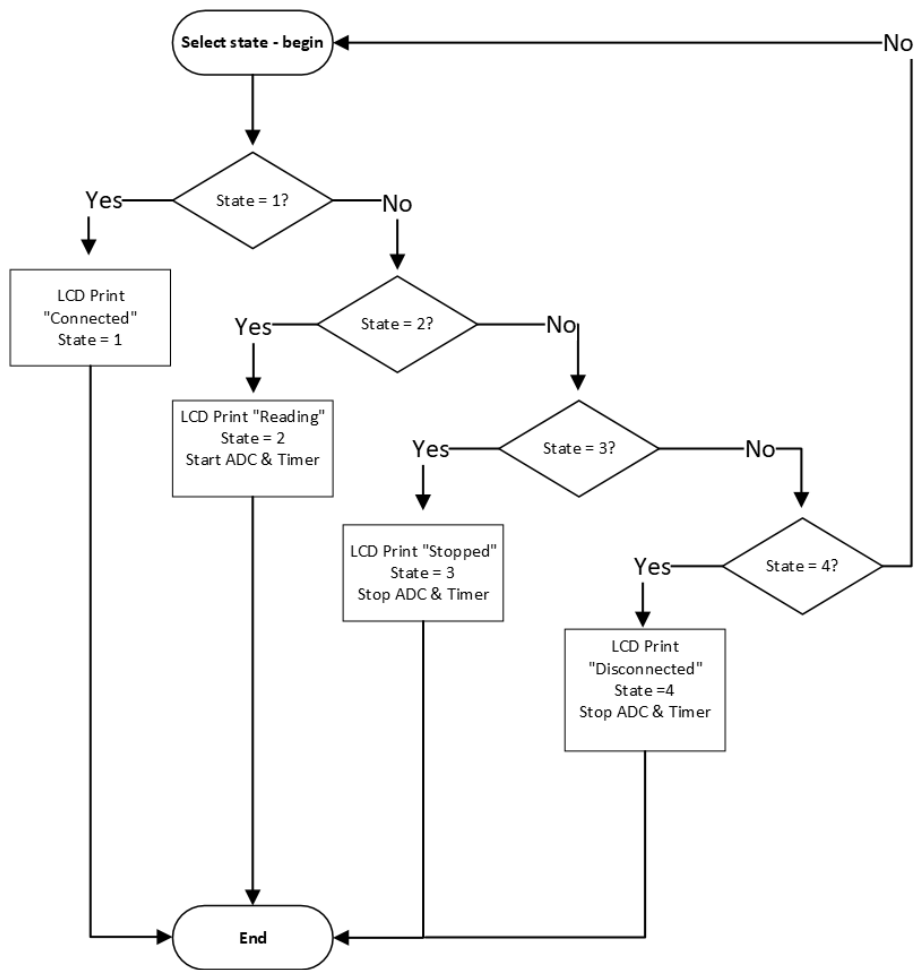 Select state - begin
No
State = 1?
Yes
No
LCD Print
"Connected"
State = 1
State = 2?
Yes
No
LCD Print "Reading"
State = 2
Start ADC & Timer
State = 3?
Yes
No
LCD Print "Stopped"
State = 3
Stop ADC & Timer
State = 4?
Yes
LCD Print
"Disconnected"
State =4
Stop ADC & Timer
End